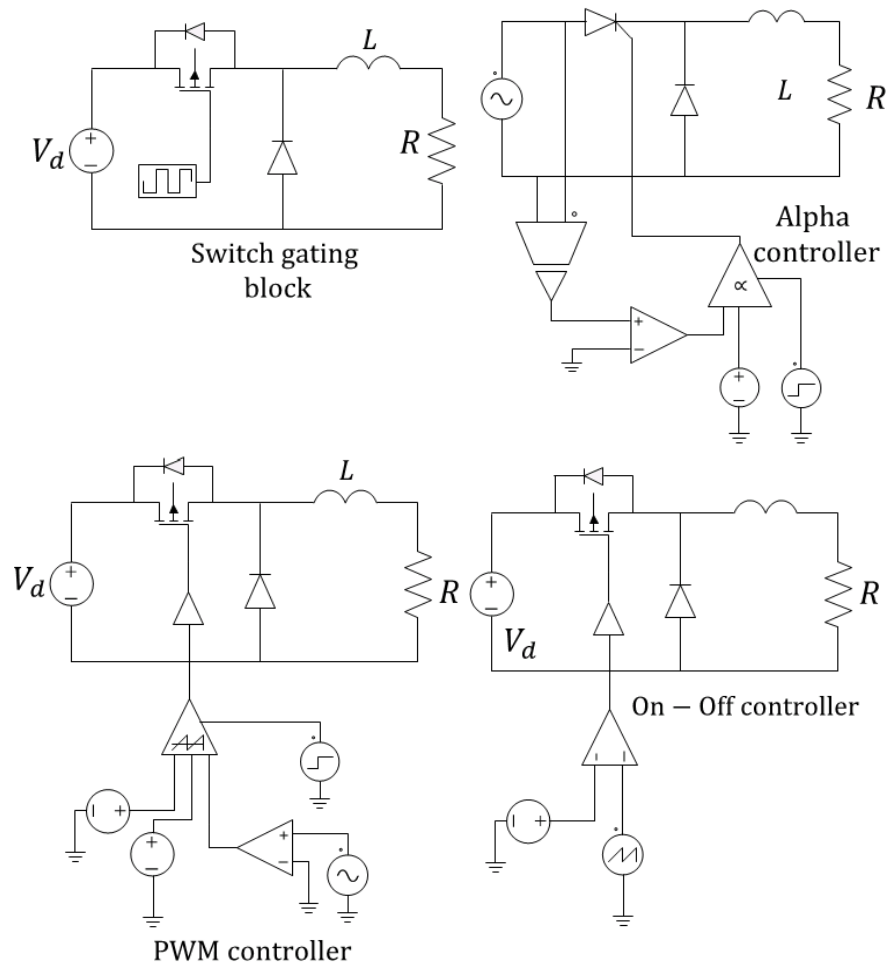 L
V_d
R
Switch gating
block
L
R
Alpha
controller
∝
L
V_d
R
PWM controller
R
V_d
On – Off controller